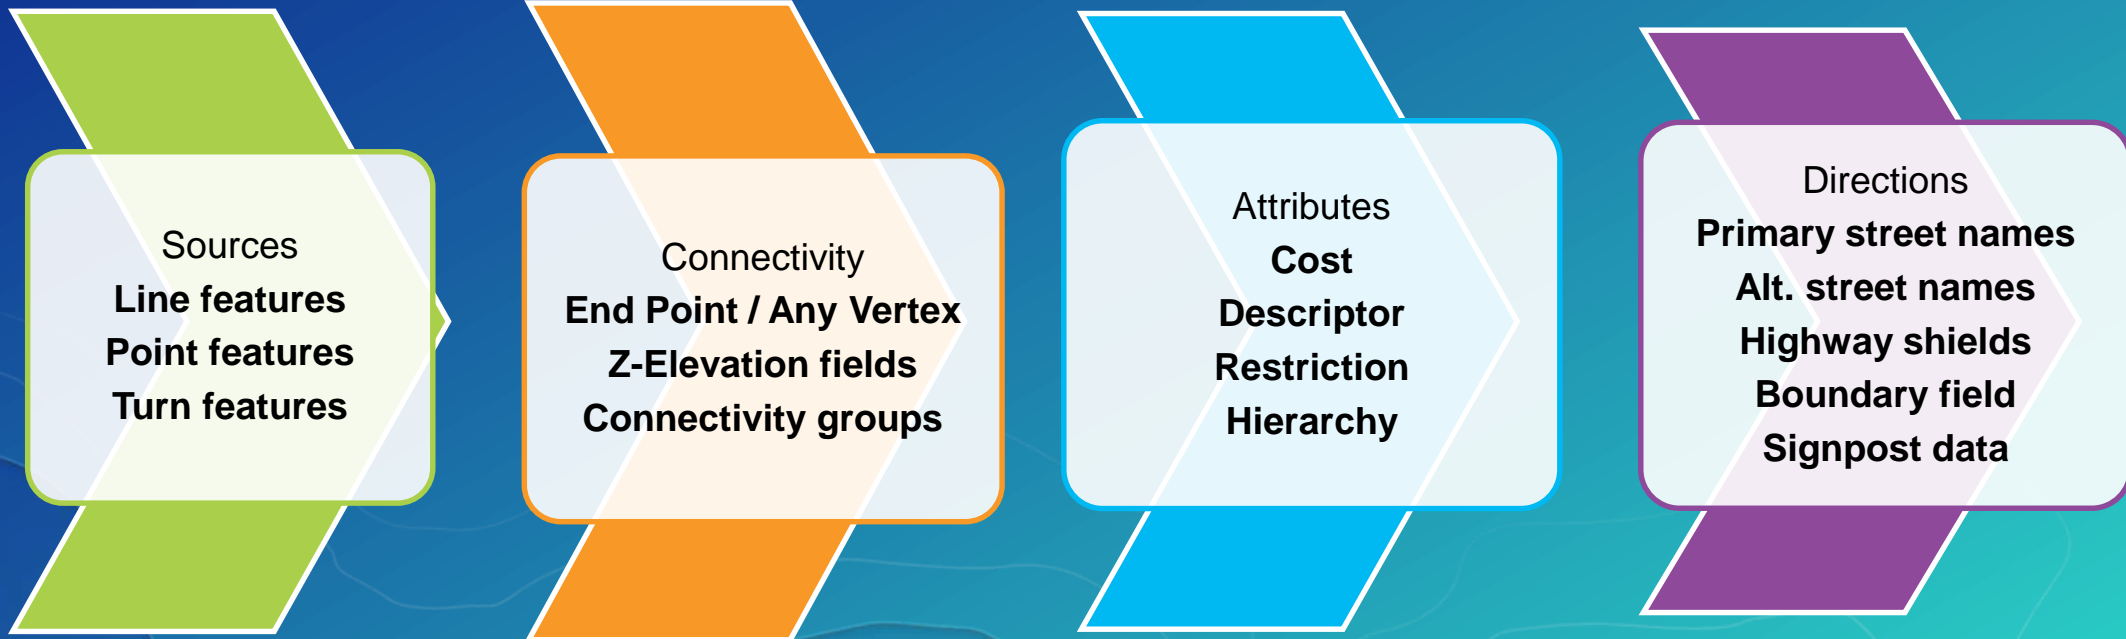 Sources
Line features
Point features
Turn features
Connectivity
End Point / Any Vertex
Z-Elevation fields
Connectivity groups
Attributes
Cost
Descriptor
Restriction
Hierarchy
Directions
Primary street names
Alt. street names
Highway shields
Boundary field
Signpost data